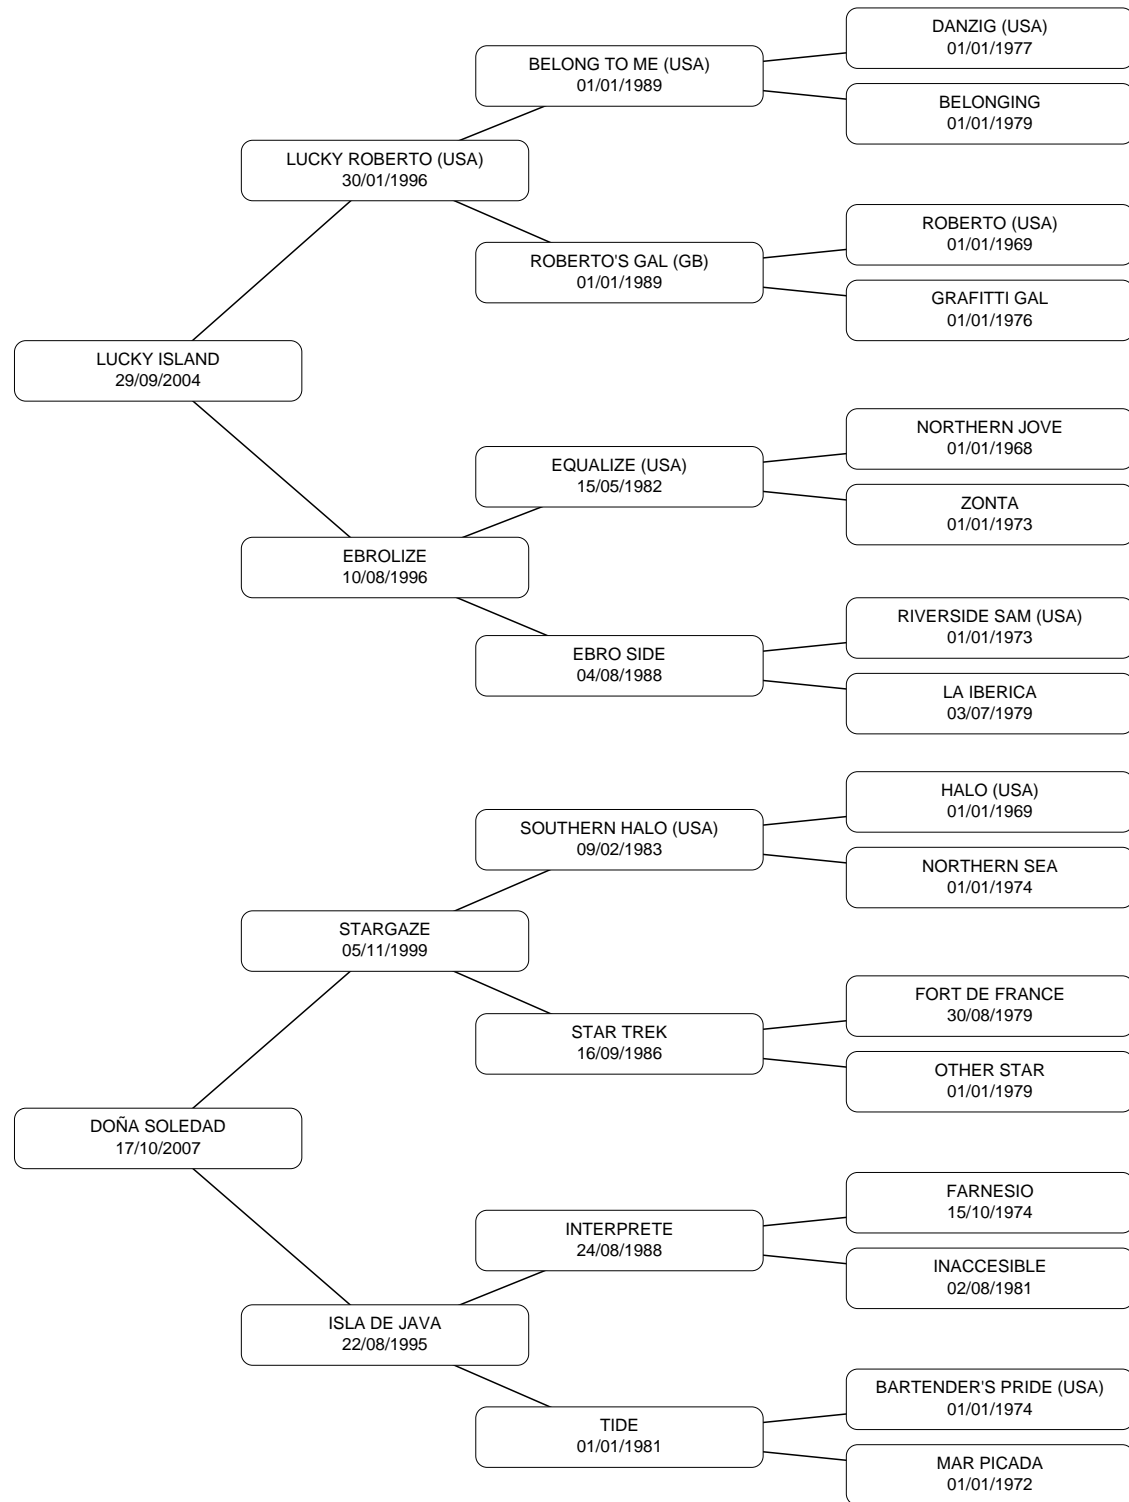 DANZIG (USA)
01/01/1977
BELONG TO ME (USA)
01/01/1989
BELONGING
01/01/1979
LUCKY ROBERTO (USA)
30/01/1996
ROBERTO (USA)
01/01/1969
ROBERTO'S GAL (GB)
01/01/1989
GRAFITTI GAL
01/01/1976
LUCKY ISLAND
29/09/2004
NORTHERN JOVE
01/01/1968
EQUALIZE (USA)
15/05/1982
ZONTA
01/01/1973
EBROLIZE
10/08/1996
RIVERSIDE SAM (USA)
01/01/1973
EBRO SIDE
04/08/1988
LA IBERICA
03/07/1979
HALO (USA)
01/01/1969
SOUTHERN HALO (USA)
09/02/1983
NORTHERN SEA
01/01/1974
STARGAZE
05/11/1999
FORT DE FRANCE
30/08/1979
STAR TREK
16/09/1986
OTHER STAR
01/01/1979
DOÑA SOLEDAD
17/10/2007
FARNESIO
15/10/1974
INTERPRETE
24/08/1988
INACCESIBLE
02/08/1981
ISLA DE JAVA
22/08/1995
BARTENDER'S PRIDE (USA)
01/01/1974
TIDE
01/01/1981
MAR PICADA
01/01/1972